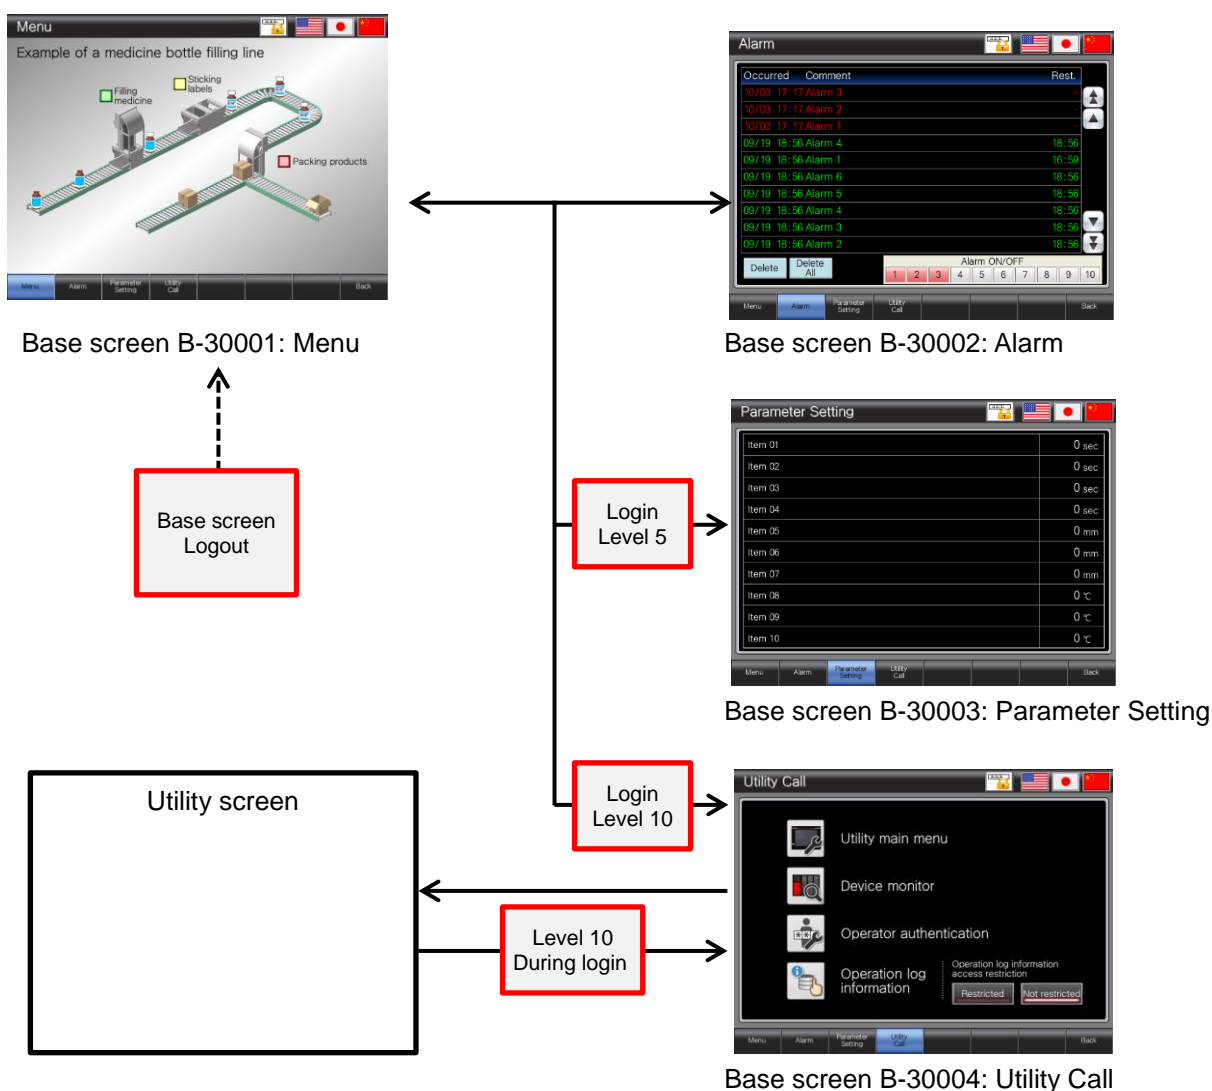 Menu
Example of a medicine bottle filling line
Filling
medicine
Sticking
labels
Packing products
Menu
Alarm
Parameter
Setting
Utility
Call
Back
Base screen B-30001: Menu
Alarm
Occurred Comment Rest.
10/03 17:17 Alarm 3 -
10/03 17:17 Alarm 2 -
10/03 17:17 Alarm 1 -
09/19 18:56 Alarm 4 18:56
09/19 18:56 Alarm 1 16:59
09/19 18:56 Alarm 6 18:56
09/19 18:56 Alarm 5 18:56
09/19 18:56 Alarm 4 18:56
09/19 18:56 Alarm 3 18:56
09/19 18:56 Alarm 2 18:56
Delete
Delete
All
Alarm ON/OFF
1 2 3 4 5 6 7 8 9 10
Menu
Alarm
Parameter
Setting
Utility
Call
Back
Base screen B-30002: Alarm
Base screen
Logout
Login
Level 5
Parameter Setting
Item 01 0 sec
Item 02 0 sec
Item 03 0 sec
Item 04 0 sec
Item 05 0 mm
Item 06 0 mm
Item 07 0 mm
Item 08 0 ℃
Item 09 0 ℃
Item 10 0 ℃
Menu
Alarm
Parameter
Setting
Utility
Call
Back
Base screen B-30003: Parameter Setting
Utility screen
Login
Level 10
Level 10
During login
Utility Call
Utility main menu
Device monitor
Operator authentication
Operation log
information
Operation log information
access restriction
Restricted
Not restricted
Menu
Alarm
Parameter
Setting
Utility
Call
Back
Base screen B-30004: Utility Call